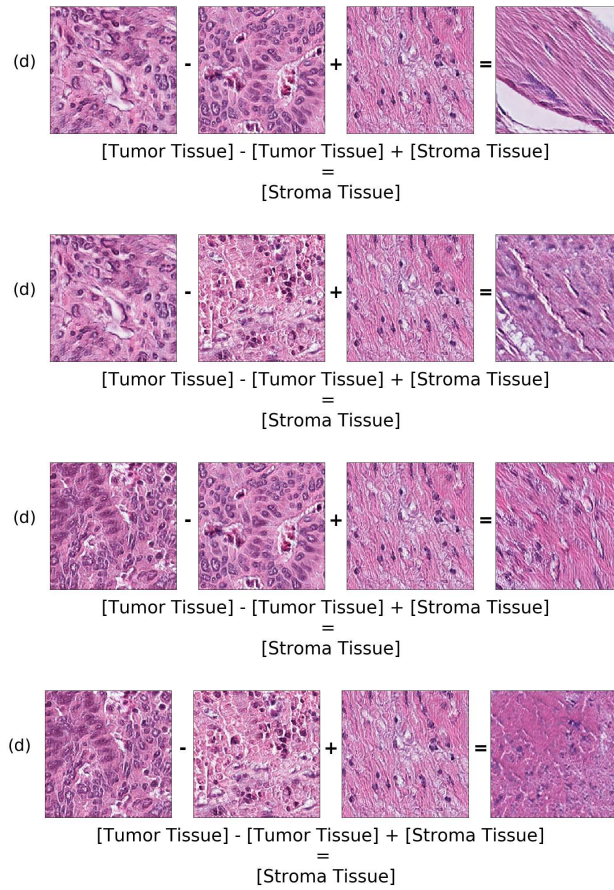 (d) - + =
[Tumor Tissue] - [Tumor Tissue] + [Stroma Tissue]
=
[Stroma Tissue]
(d) - + =
[Tumor Tissue] - [Tumor Tissue] + [Stroma Tissue]
=
[Stroma Tissue]
(d) - + =
[Tumor Tissue] - [Tumor Tissue] + [Stroma Tissue]
=
[Stroma Tissue]
(d) - + =
[Tumor Tissue] - [Tumor Tissue] + [Stroma Tissue]
=
[Stroma Tissue]